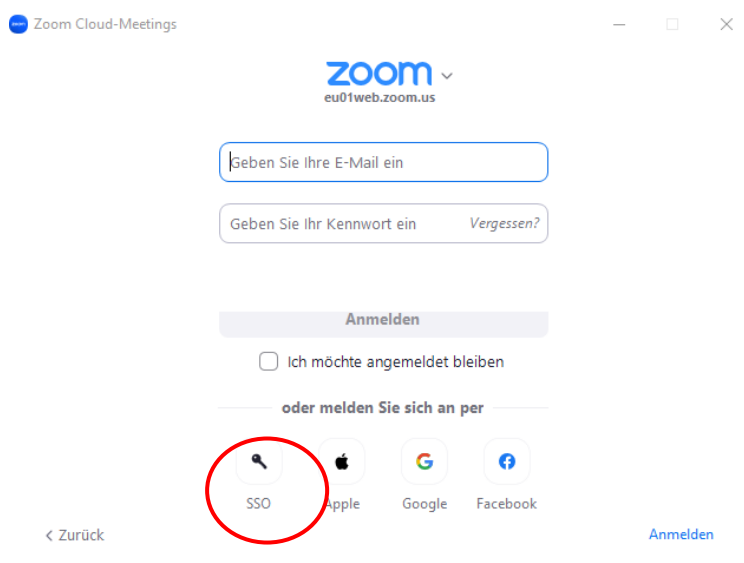 zoom Zoom Cloud-Meetings
zoom
eu01web.zoom.us
Geben Sie Ihre E-Mail ein
Geben Sie Ihr Kennwort ein Vergessen?
Anmelden
Ich möchte angemeldet bleiben
oder melden Sie sich an per
SSO Apple Google Facebook
< Zurück Anmelden